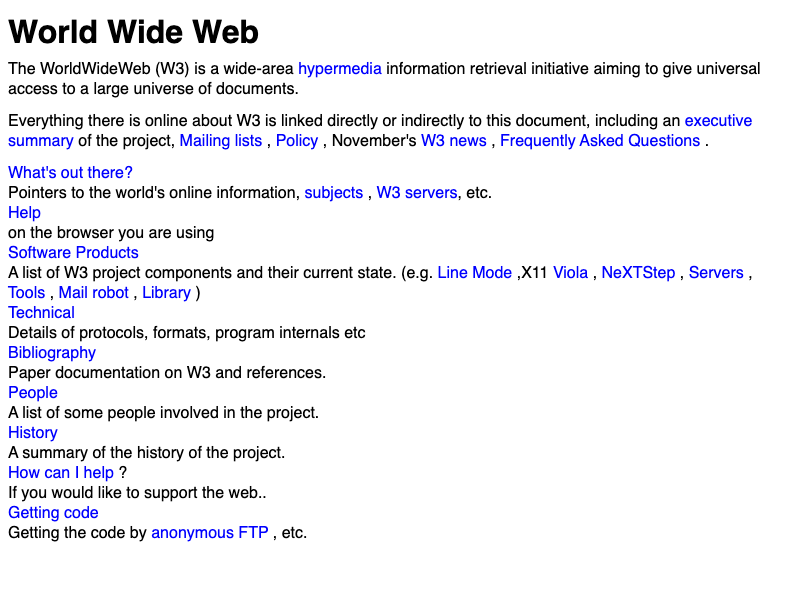 World Wide Web
The WorldWideWeb (W3) is a wide-area hypermedia information retrieval initiative aiming to give universal
access to a large universe of documents.
Everything there is online about W3 is linked directly or indirectly to this document, including an executive
summary of the project, Mailing lists , Policy , November's W3 news , Frequently Asked Questions .
What's out there?
Pointers to the world's online information, subjects , W3 servers, etc.
Help
on the browser you are using
Software Products
A list of W3 project components and their current state. (e.g. Line Mode ,X11 Viola , NeXTStep , Servers ,
Tools , Mail robot , Library )
Technical
Details of protocols, formats, program internals etc
Bibliography
Paper documentation on W3 and references.
People
A list of some people involved in the project.
History
A summary of the history of the project.
How can I help ?
If you would like to support the web..
Getting code
Getting the code by anonymous FTP , etc.